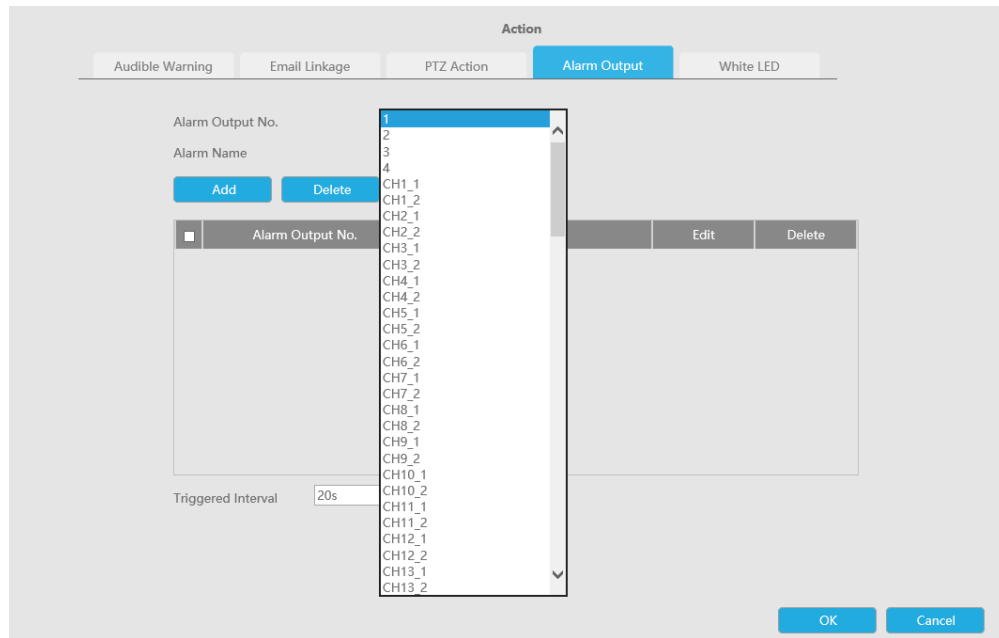 Action
Audible Warning Email Linkage PTZ Action Alarm Output White LED
Alarm Output No.
Alarm Name
Add Delete
Alarm Output No. Edit Delete
1
2
3
4
CH1_1
CH1_2
CH2_1
CH2_2
CH3_1
CH3_2
CH4_1
CH4_2
CH5_1
CH5_2
CH6_1
CH6_2
CH7_1
CH7_2
CH8_1
CH8_2
CH9_1
CH9_2
CH10_1
CH10_2
CH11_1
CH11_2
CH12_1
CH12_2
CH13_1
CH13_2
Triggered Interval 20s
OK Cancel